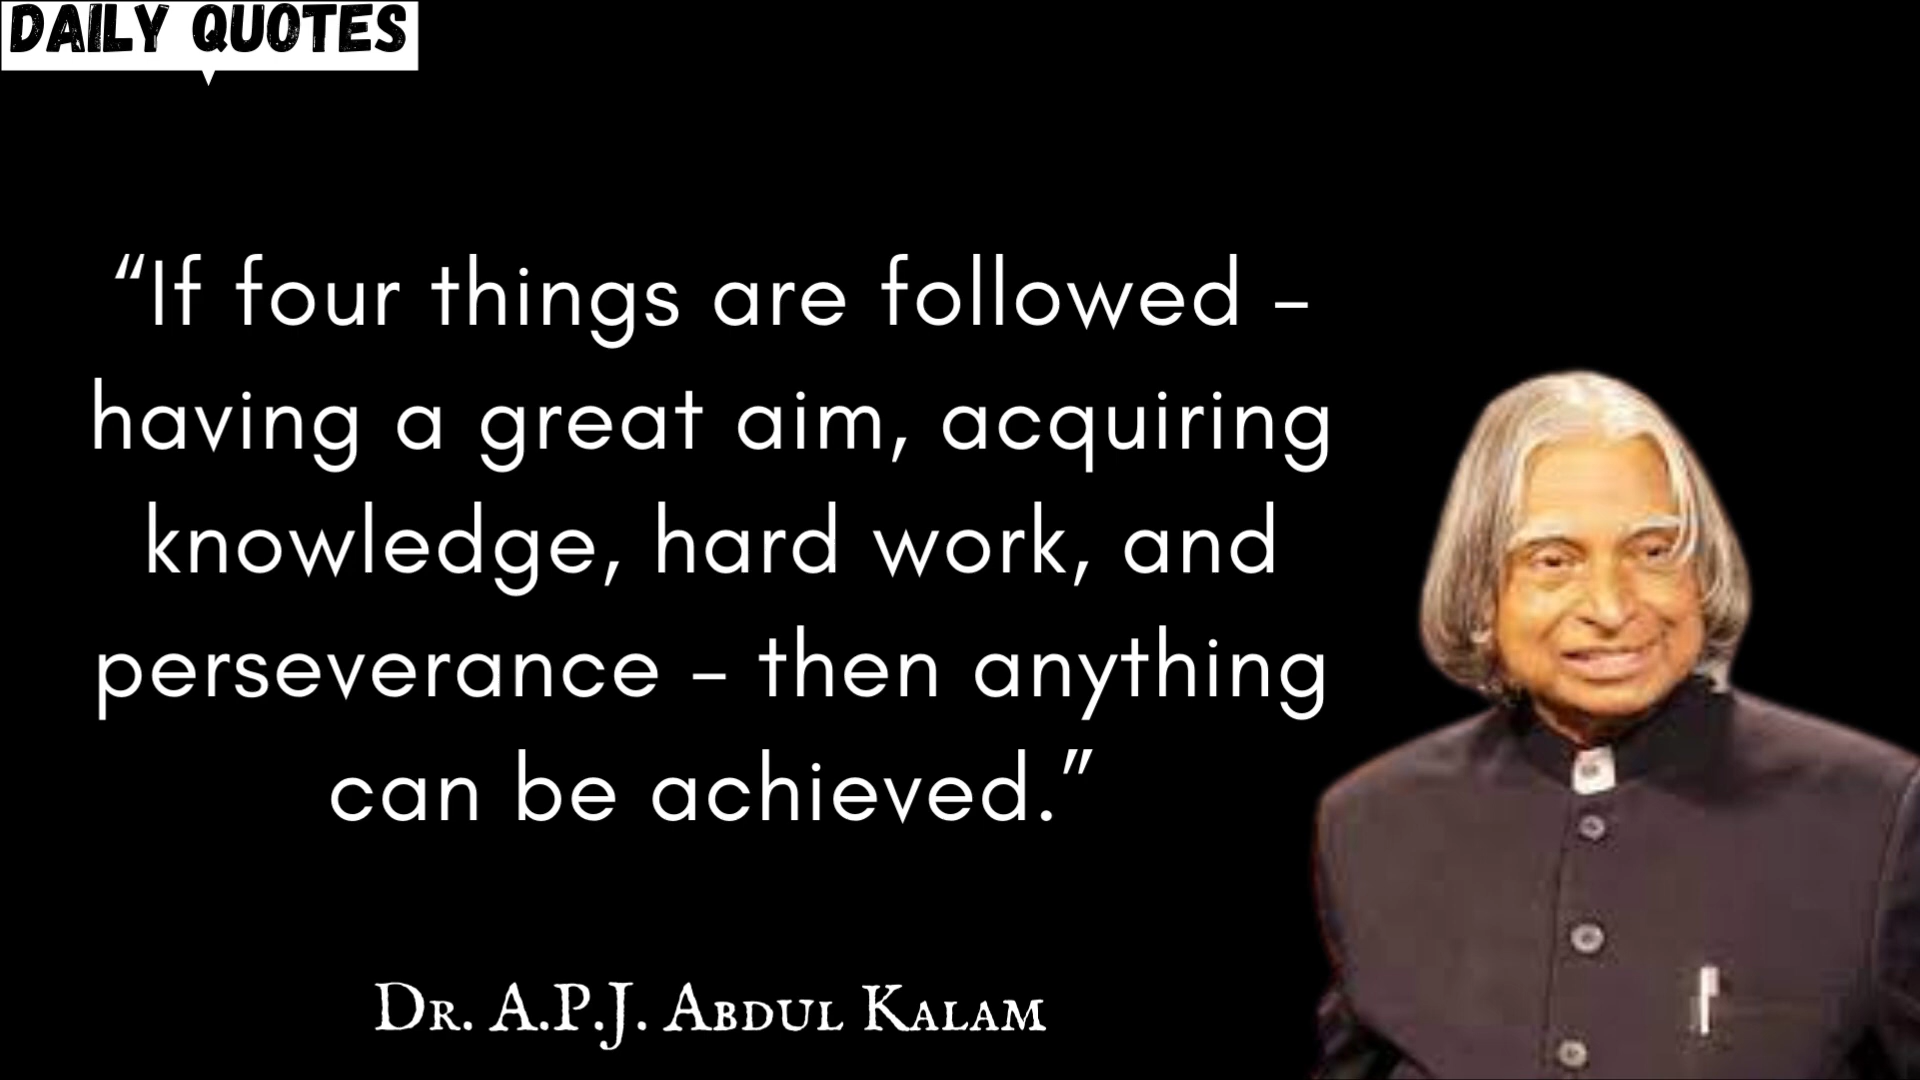 DAILY QUOTES
“If four things are followed –
having a great aim, acquiring
knowledge, hard work, and
perseverance – then anything
can be achieved.”
Dr. A.P.J. Abdul Kalam